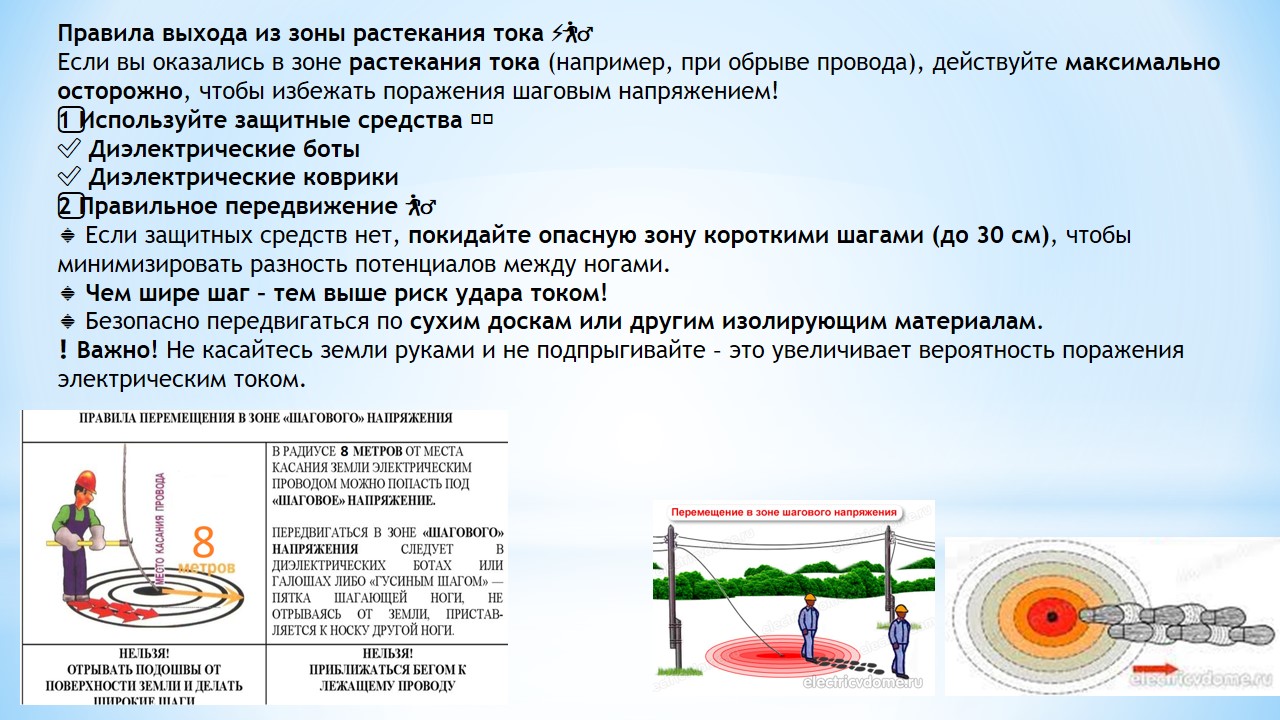 Правила выхода из зоны растекания тока ⚡🏃♂
Если вы оказались в зоне растекания тока (например, при обрыве провода), действуйте максимально
осторожно, чтобы избежать поражения шаговым напряжением!
1 Используйте защитные средства
✅ Диэлектрические боты
✅ Диэлектрические коврики
2 Правильное передвижение 🏃♂
🔹 Если защитных средств нет, покидайте опасную зону короткими шагами (до 30 см), чтобы
минимизировать разность потенциалов между ногами.
🔹 Чем шире шаг – тем выше риск удара током!
🔹 Безопасно передвигаться по сухим доскам или другим изолирующим материалам.
❗ Важно! Не касайтесь земли руками и не подпрыгивайте – это увеличивает вероятность поражения
электрическим током.
ПРАВИЛА ПЕРЕМЕЩЕНИЯ В ЗОНЕ «ШАГОВОГО» НАПРЯЖЕНИЯ
МЕСТО КАСАНИЯ ПРОВОДА
8
метров
В РАДИУСЕ 8 МЕТРОВ ОТ МЕСТА
КАСАНИЯ ЗЕМЛИ ЭЛЕКТРИЧЕСКИМ
ПРОВОДОМ МОЖНО ПОПАСТЬ ПОД
«ШАГОВОЕ» НАПРЯЖЕНИЕ.
ПЕРЕДВИГАТЬСЯ В ЗОНЕ «ШАГОВОГО»
НАПРЯЖЕНИЯ СЛЕДУЕТ В
ДИЭЛЕКТРИЧЕСКИХ БОТАХ ИЛИ
ГАЛОШАХ ЛИБО «ГУСИНЫМ ШАГОМ» —
ПЯТКА ШАГАЮЩЕЙ НОГИ, НЕ
ОТРЫВАЯСЬ ОТ ЗЕМЛИ, ПРИСТАВ-
ЛЯЕТСЯ К НОСКУ ДРУГОЙ НОГИ.
НЕЛЬЗЯ!
ОТРЫВАТЬ ПОДОШВЫ ОТ
ПОВЕРХНОСТИ ЗЕМЛИ И ДЕЛАТЬ
ШИРОКИЕ ШАГИ
НЕЛЬЗЯ!
ПРИБЛИЖАТЬСЯ БЕГОМ К
ЛЕЖАЩЕМУ ПРОВОДУ
Перемещение в зоне шагового напряжения
electricvdome.ru
electricvdome.ru